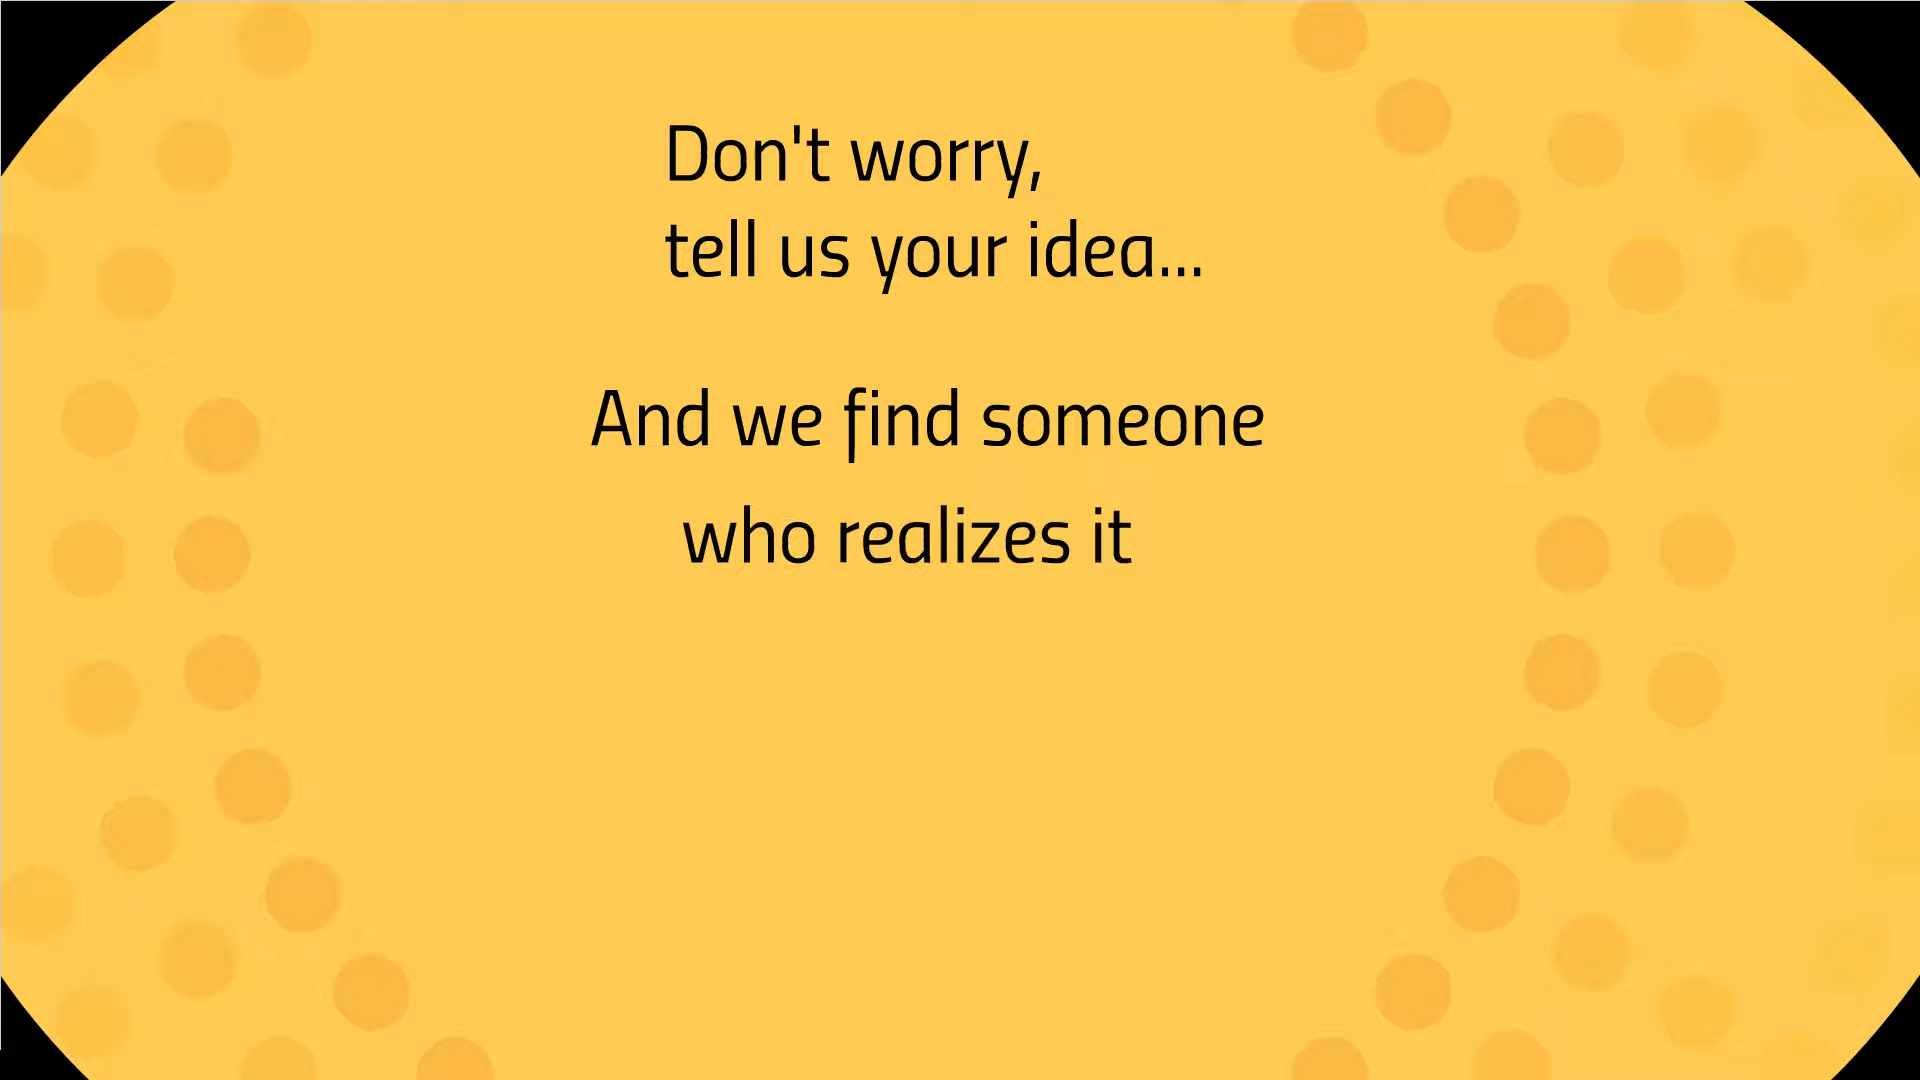 Don't worry,
tell us your idea...
And we find someone
who realizes it